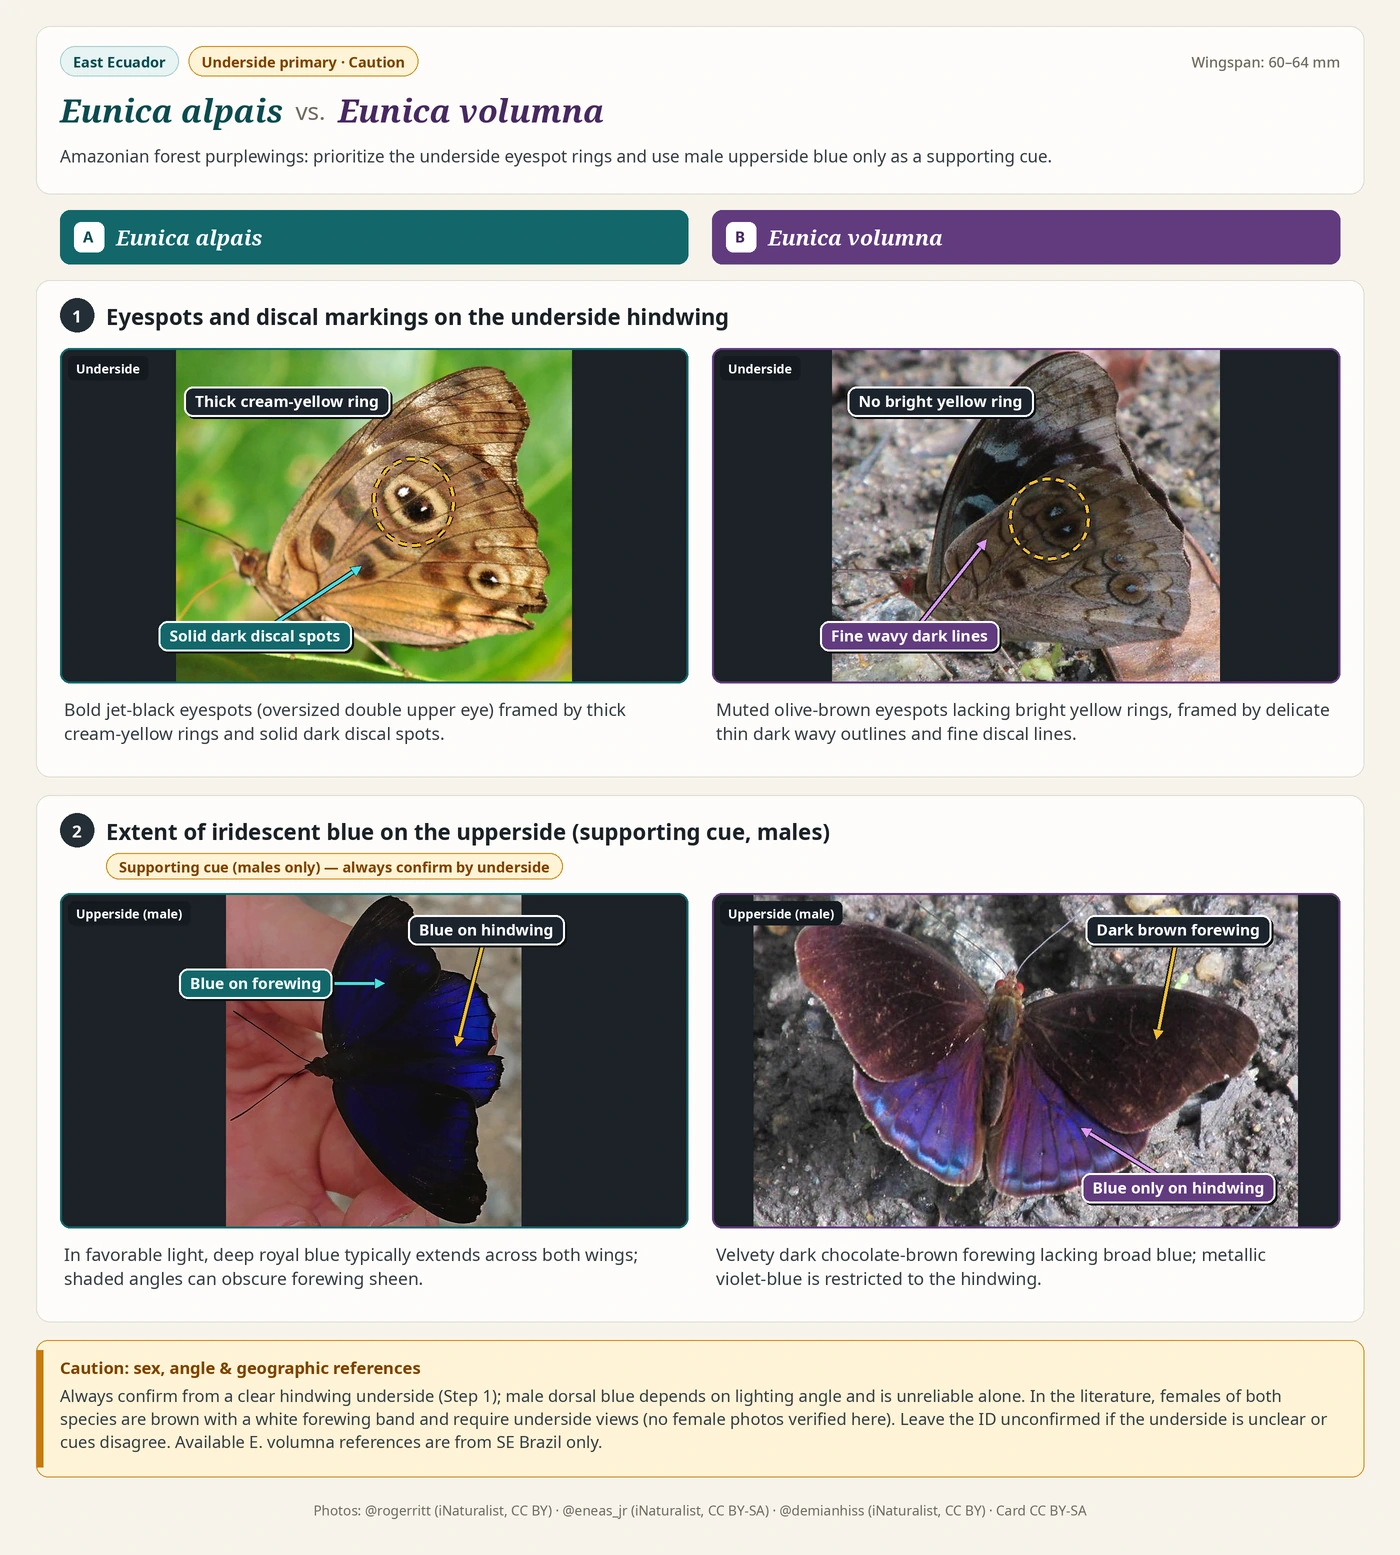 East Ecuador
Underside primary · Caution
Wingspan: 60–64 mm
Eunica alpais vs. Eunica volumna
Amazonian forest purplewings: prioritize the underside eyespot rings and use male upperside blue only as a supporting cue.
A Eunica alpais
B Eunica volumna
1 Eyespots and discal markings on the underside hindwing
Underside
Thick cream-yellow ring
Solid dark discal spots
Underside
No bright yellow ring
Fine wavy dark lines
Bold jet-black eyespots (oversized double upper eye) framed by thick
cream-yellow rings and solid dark discal spots.
Muted olive-brown eyespots lacking bright yellow rings, framed by delicate
thin dark wavy outlines and fine discal lines.
2 Extent of iridescent blue on the upperside (supporting cue, males)
Supporting cue (males only) — always confirm by underside
Upperside (male)
Blue on hindwing
Blue on forewing
Upperside (male)
Dark brown forewing
Blue only on hindwing
In favorable light, deep royal blue typically extends across both wings;
shaded angles can obscure forewing sheen.
Velvety dark chocolate-brown forewing lacking broad blue; metallic
violet-blue is restricted to the hindwing.
Caution: sex, angle & geographic references
Always confirm from a clear hindwing underside (Step 1); male dorsal blue depends on lighting angle and is unreliable alone. In the literature, females of both
species are brown with a white forewing band and require underside views (no female photos verified here). Leave the ID unconfirmed if the underside is unclear or
cues disagree. Available E. volumna references are from SE Brazil only.
Photos: @rogerritt (iNaturalist, CC BY) · @eneas_jr (iNaturalist, CC BY-SA) · @demianhiss (iNaturalist, CC BY) · Card CC BY-SA